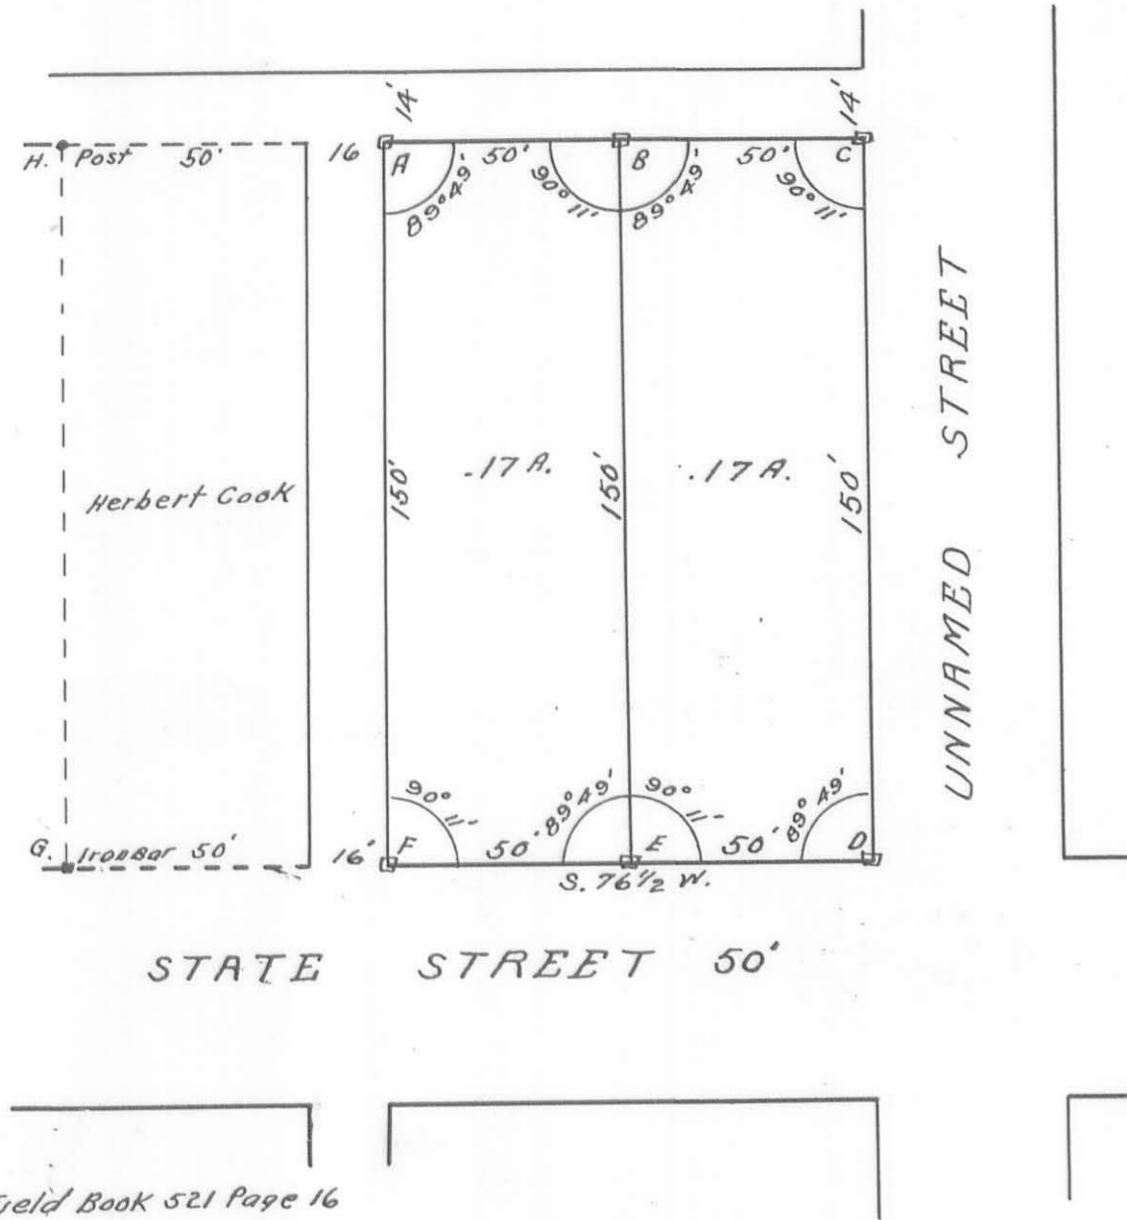 14'
14'
H. Post 50'
16
A
50'
B
50'
C
89° 49'
90° 11'
89° 49'
90° 11'
UNNAMED STREET
Herbert Cook
150'
.17 A.
150'
.17 A.
150'
90° 11'
89° 49'
90° 11'
89° 49'
G. Iron Bar 50'
16'
F
50'
E
50'
D
S. 76 1/2 W.
STATE STREET 50'
Book 521 Page 16